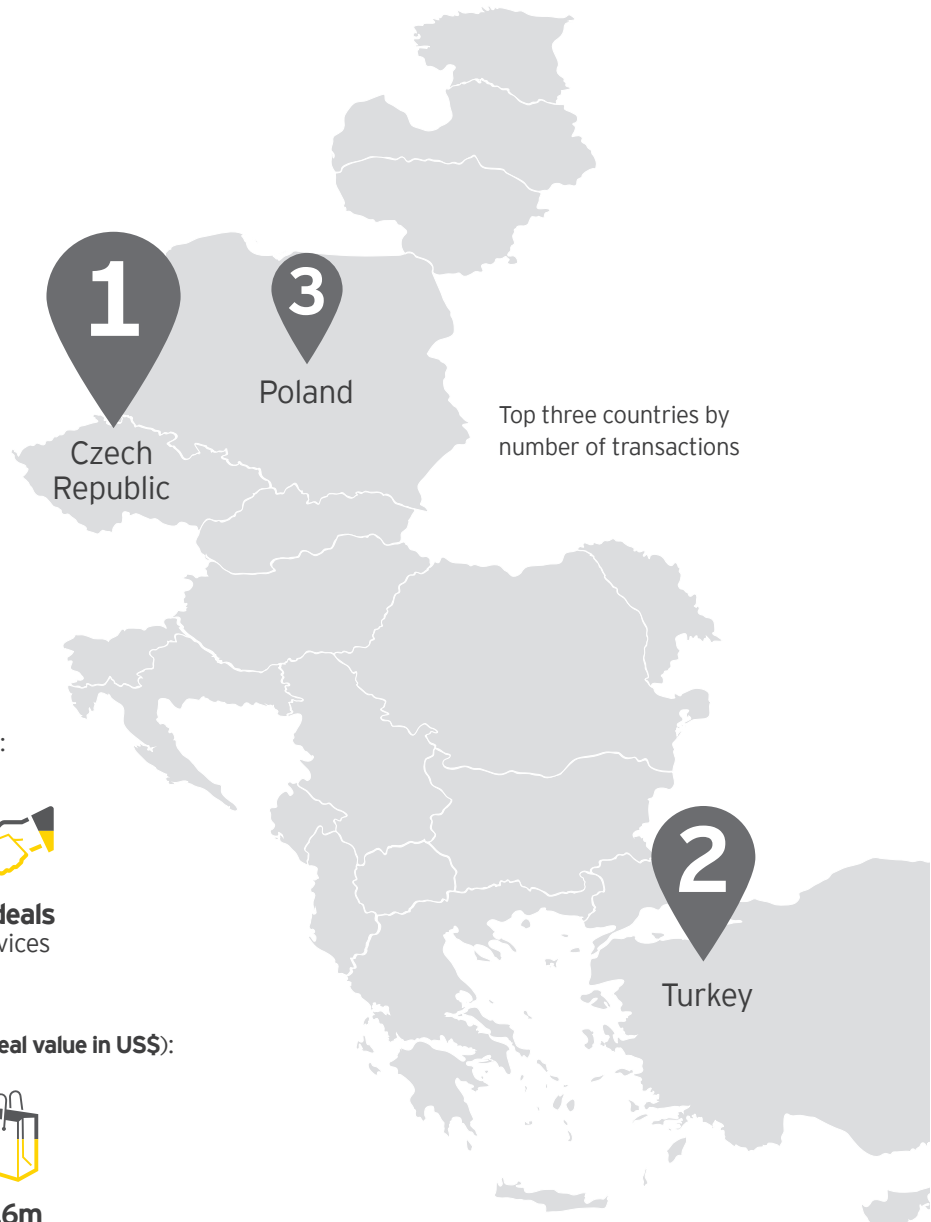 1
3
Poland
Czech
Republic
Top three countries by
number of transactions
:
2
Turkey
deals
vices
eal value in US$):
6m